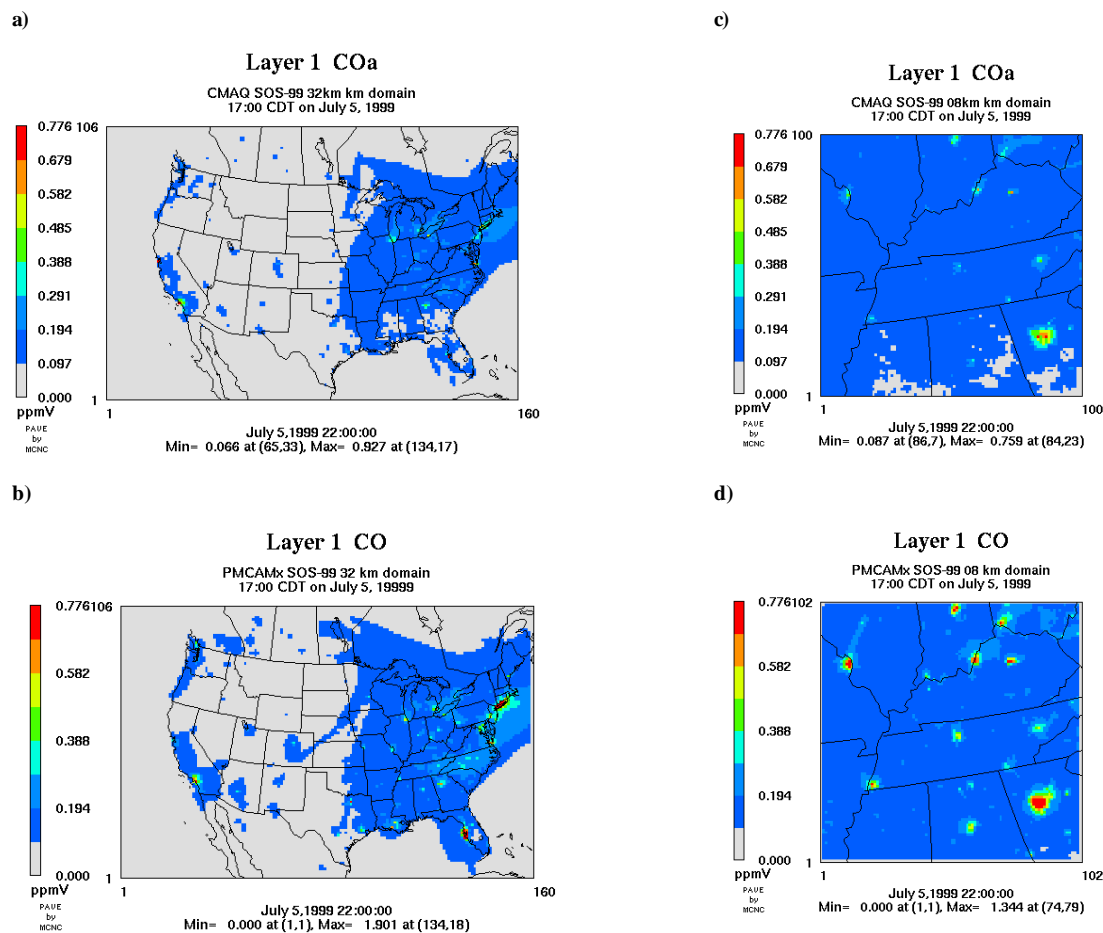 a)
Layer 1 COa
CMAQ SOS-99 32km km domain
17:00 CDT on July 5, 1999
0.776
0.679
0.582
0.485
0.388
0.291
0.194
0.097
0.000
ppmV
PAVE
by
MCNC
106
1
1
160
July 5,1999 22:00:00
Min= 0.066 at (65,33), Max= 0.927 at (134,17)
c)
Layer 1 COa
CMAQ SOS-99 08km km domain
17:00 CDT on July 5, 1999
0.776
0.679
0.582
0.485
0.388
0.291
0.194
0.097
0.000
ppmV
PAVE
by
MCNC
100
1
1
100
July 5,1999 22:00:00
Min= 0.087 at (86,7), Max= 0.759 at (84,23)
b)
Layer 1 CO
PMCAMx SOS-99 32 km domain
17:00 CDT on July 5, 19999
0.776
0.582
0.388
0.194
0.000
ppmV
PAVE
by
MCNC
106
1
1
160
July 5,1999 22:00:00
Min= 0.000 at (1,1), Max= 1.901 at (134,18)
d)
Layer 1 CO
PMCAMx SOS-99 08 km domain
17:00 CDT on July 5, 1999
0.776
0.582
0.388
0.194
0.000
ppmV
PAVE
by
MCNC
102
1
1
102
July 5,1999 22:00:00
Min= 0.000 at (1,1), Max= 1.344 at (74,79)